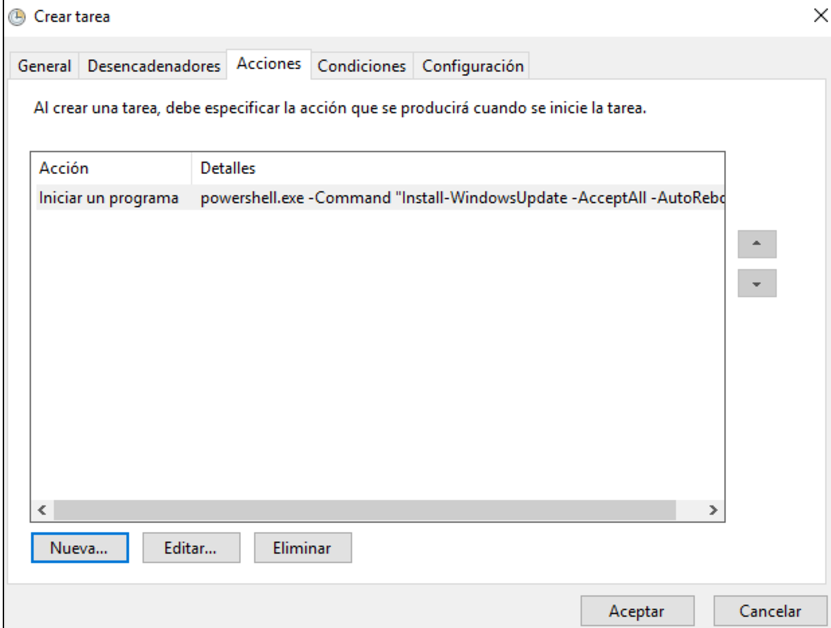 Crear tarea
General Desencadenadores Acciones Condiciones Configuración
Al crear una tarea, debe especificar la acción que se producirá cuando se inicie la tarea.
Acción Detalles
Iniciar un programa powershell.exe -Command "Install-WindowsUpdate -AcceptAll -AutoRebo
Nueva... Editar... Eliminar
Aceptar Cancelar